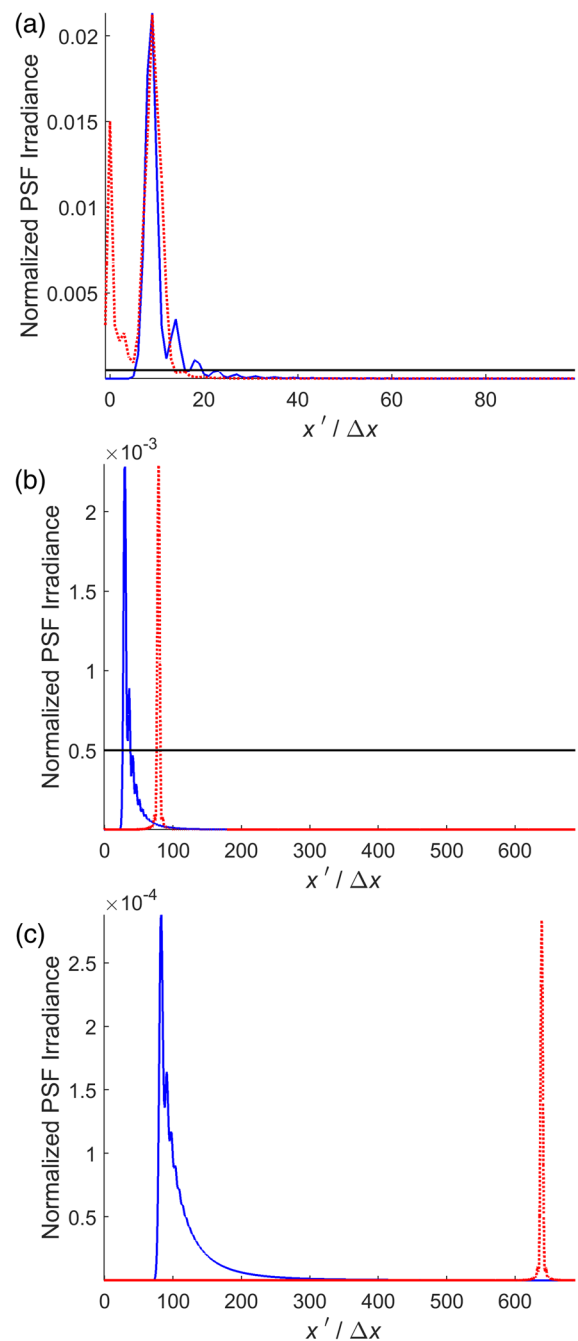 (a)
0.02
0.015
0.01
0.005
Normalized PSF Irradiance
0 20 40 60 80
x ′ / Δx
(b)
×10⁻³
2
1.5
1
0.5
Normalized PSF Irradiance
0 100 200 300 400 500 600
x ′ / Δx
(c)
×10⁻⁴
2.5
2
1.5
1
0.5
Normalized PSF Irradiance
0 100 200 300 400 500 600
x ′ / Δx